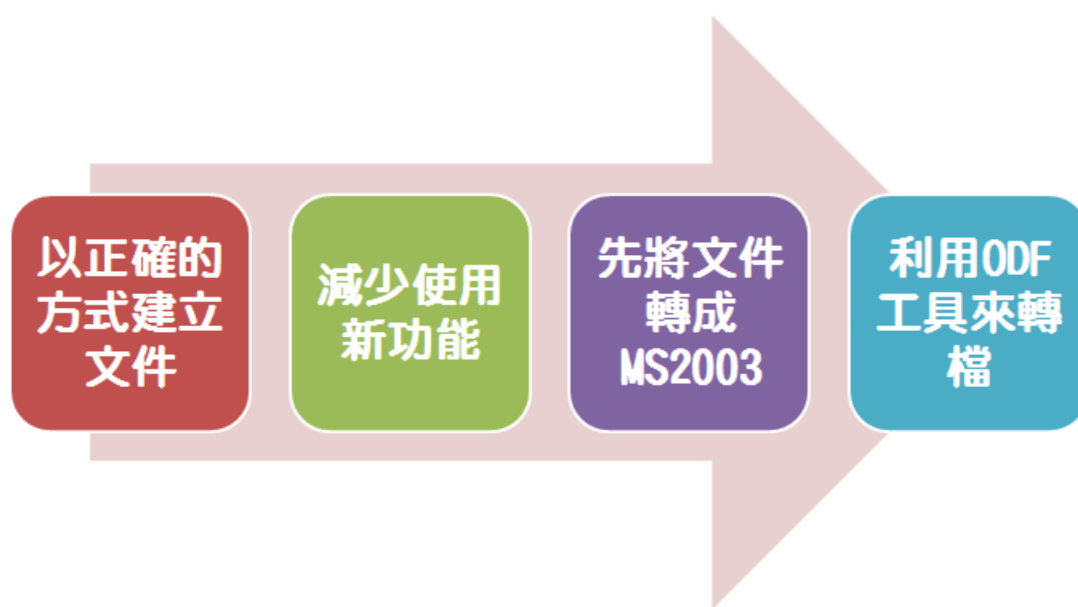 以正確的
方式建立
文件
減少使用
新功能
先將文件
轉成
MS2003
利用ODF
工具來轉
檔